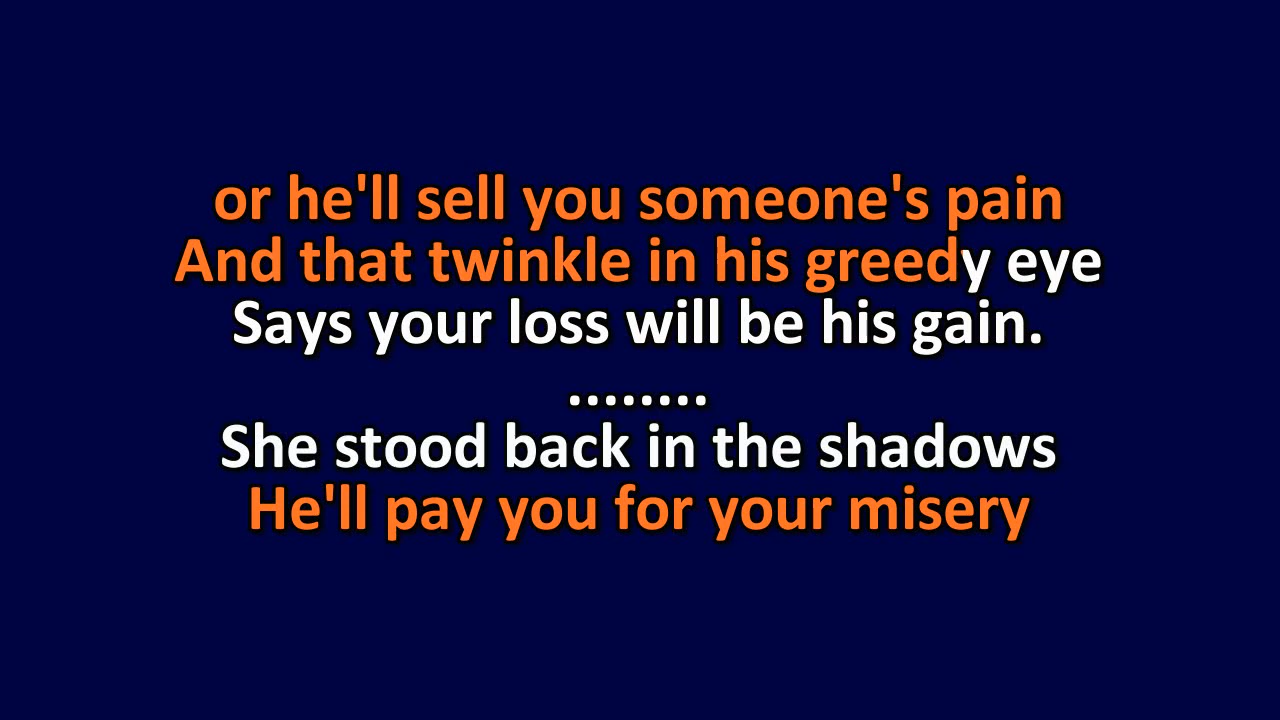 or he'll sell you someone's pain
And that twinkle in his greedy eye
Says your loss will be his gain.
........
She stood back in the shadows
He'll pay you for your misery